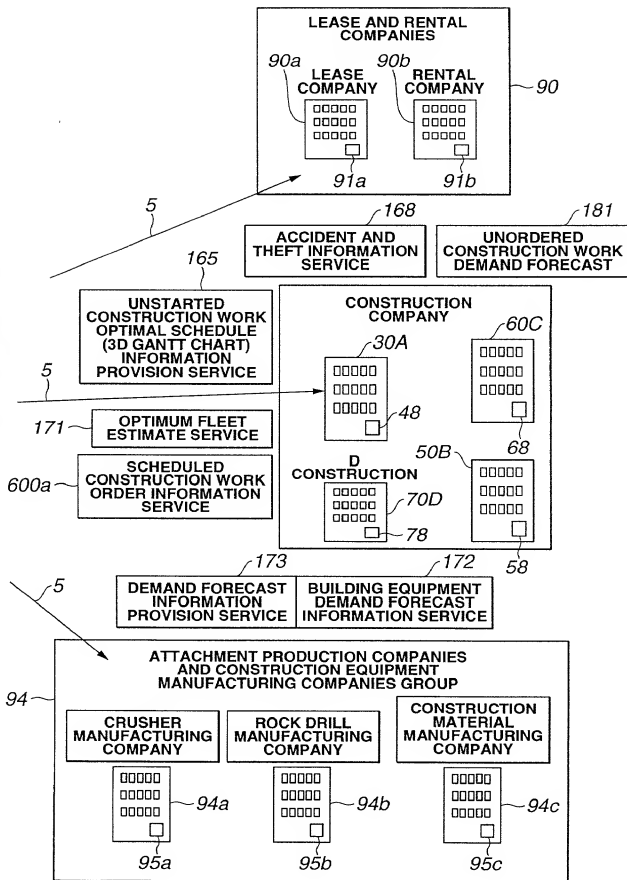 LEASE AND RENTAL
COMPANIES
90a
90b
LEASE
COMPANY
RENTAL
COMPANY
90
91a
91b
5
168
181
ACCIDENT AND
THEFT INFORMATION
SERVICE
UNORDERED
CONSTRUCTION WORK
DEMAND FORECAST
165
UNSTARTED
CONSTRUCTION WORK
OPTIMAL SCHEDULE
(3D GANTT CHART)
INFORMATION
PROVISION SERVICE
CONSTRUCTION
COMPANY
30A
60C
5
48
68
171
OPTIMUM FLEET
ESTIMATE SERVICE
600a
SCHEDULED
CONSTRUCTION WORK
ORDER INFORMATION
SERVICE
D
CONSTRUCTION
50B
70D
78
58
5
173
172
DEMAND FORECAST
INFORMATION
PROVISION SERVICE
BUILDING EQUIPMENT
DEMAND FORECAST
INFORMATION SERVICE
94
ATTACHMENT PRODUCTION COMPANIES
AND CONSTRUCTION EQUIPMENT
MANUFACTURING COMPANIES GROUP
CRUSHER
MANUFACTURING
COMPANY
ROCK DRILL
MANUFACTURING
COMPANY
CONSTRUCTION
MATERIAL
MANUFACTURING
COMPANY
94a
94b
94c
95a
95b
95c